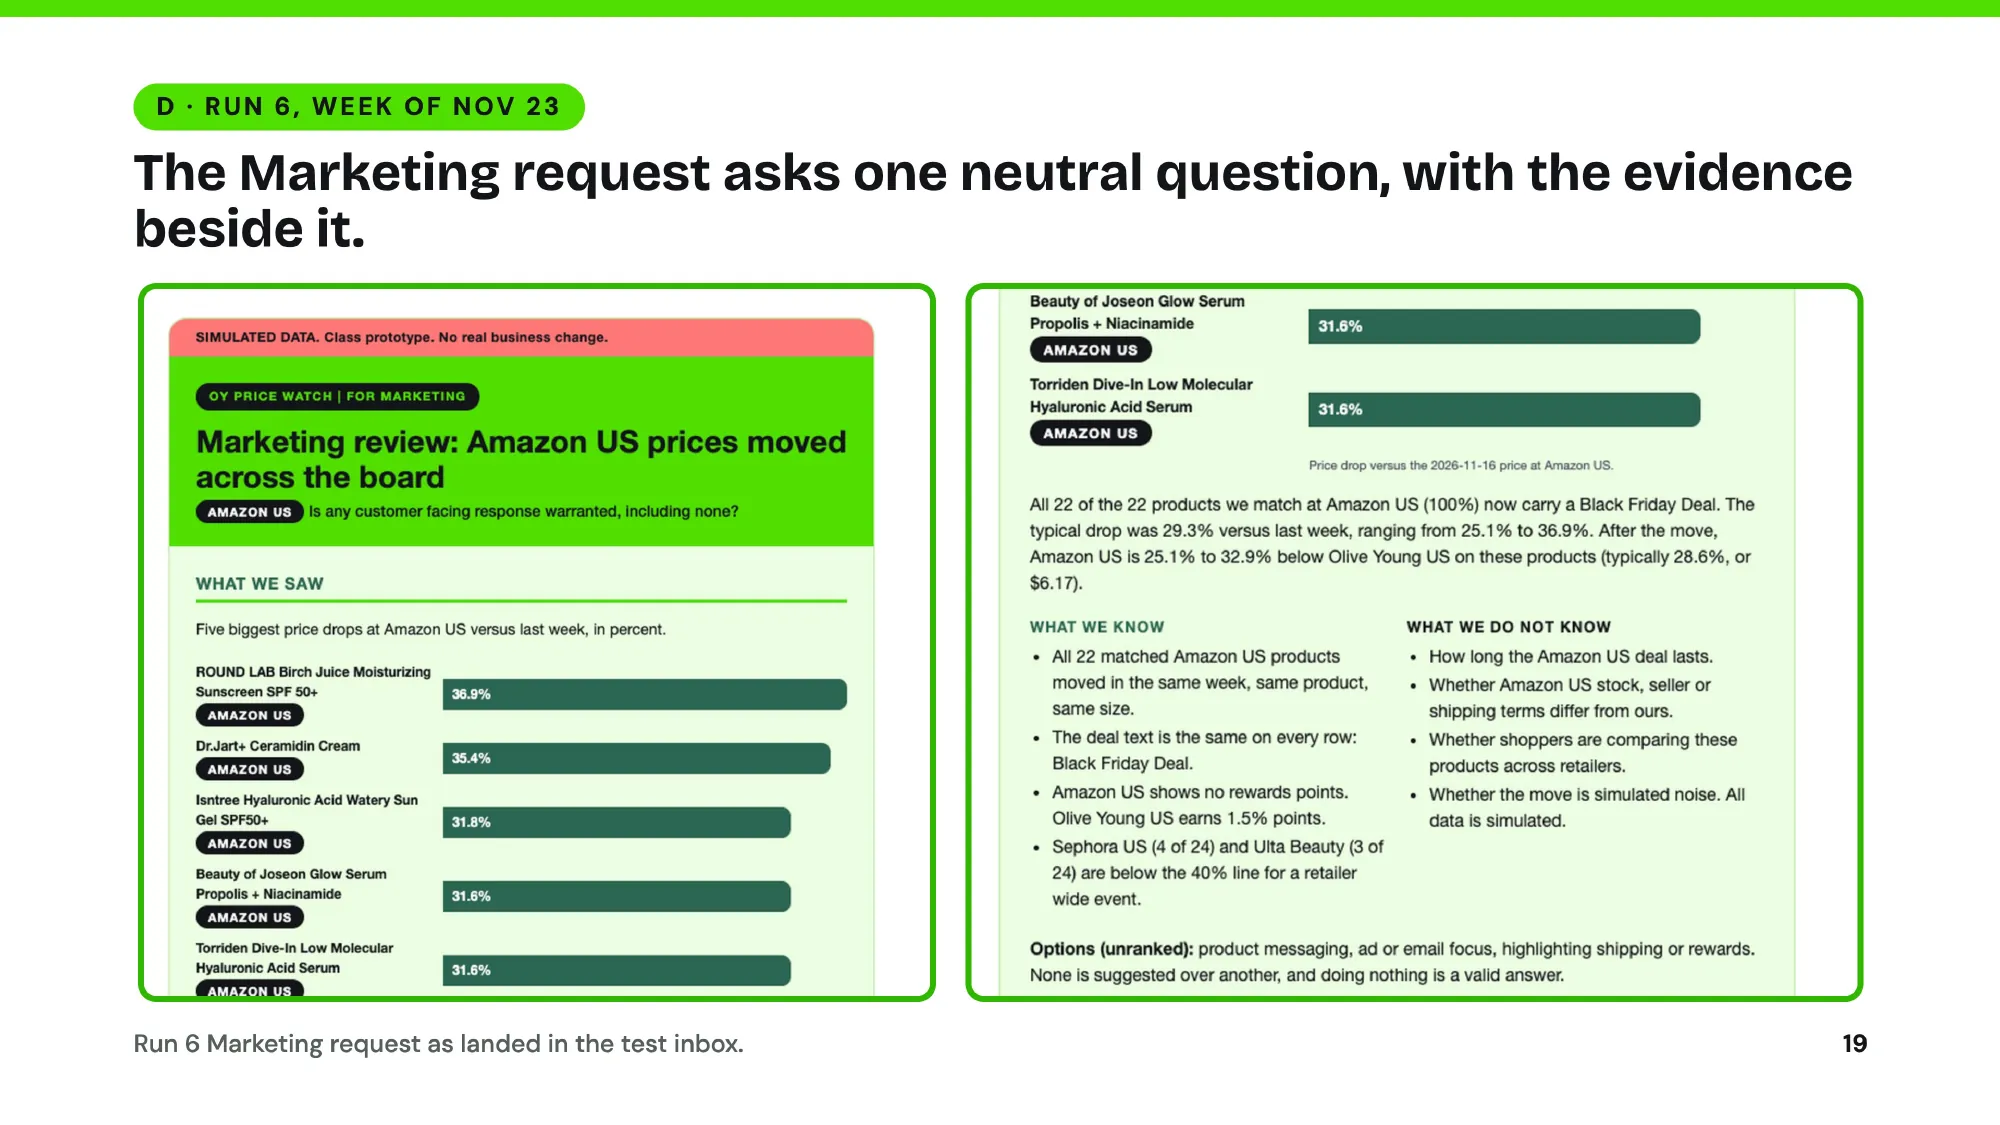 D · RUN 6, WEEK OF NOV 23
The Marketing request asks one neutral question, with the evidence
beside it.
SIMULATED DATA. Class prototype. No real business change.
OY PRICE WATCH | FOR MARKETING
Marketing review: Amazon US prices moved
across the board
AMAZON US Is any customer facing response warranted, including none?
WHAT WE SAW
Five biggest price drops at Amazon US versus last week, in percent.
ROUND LAB Birch Juice Moisturizing
Sunscreen SPF 50+
AMAZON US
36.9%
Dr.Jart+ Ceramidin Cream
AMAZON US
35.4%
Isntree Hyaluronic Acid Watery Sun
Gel SPF50+
AMAZON US
31.8%
Beauty of Joseon Glow Serum
Propolis + Niacinamide
AMAZON US
31.6%
Torriden Dive-In Low Molecular
Hyaluronic Acid Serum
AMAZON US
31.6%
Beauty of Joseon Glow Serum
Propolis + Niacinamide
AMAZON US
31.6%
Torriden Dive-In Low Molecular
Hyaluronic Acid Serum
AMAZON US
31.6%
Price drop versus the 2026-11-16 price at Amazon US.
All 22 of the 22 products we match at Amazon US (100%) now carry a Black Friday Deal. The
typical drop was 29.3% versus last week, ranging from 25.1% to 36.9%. After the move,
Amazon US is 25.1% to 32.9% below Olive Young US on these products (typically 28.6%, or
$6.17).
WHAT WE KNOW
• All 22 matched Amazon US products
moved in the same week, same product,
same size.
• The deal text is the same on every row:
Black Friday Deal.
• Amazon US shows no rewards points.
Olive Young US earns 1.5% points.
• Sephora US (4 of 24) and Ulta Beauty (3 of
24) are below the 40% line for a retailer
wide event.
WHAT WE DO NOT KNOW
• How long the Amazon US deal lasts.
• Whether Amazon US stock, seller or
shipping terms differ from ours.
• Whether shoppers are comparing these
products across retailers.
• Whether the move is simulated noise. All
data is simulated.
Options (unranked): product messaging, ad or email focus, highlighting shipping or rewards.
None is suggested over another, and doing nothing is a valid answer.
Run 6 Marketing request as landed in the test inbox.
19